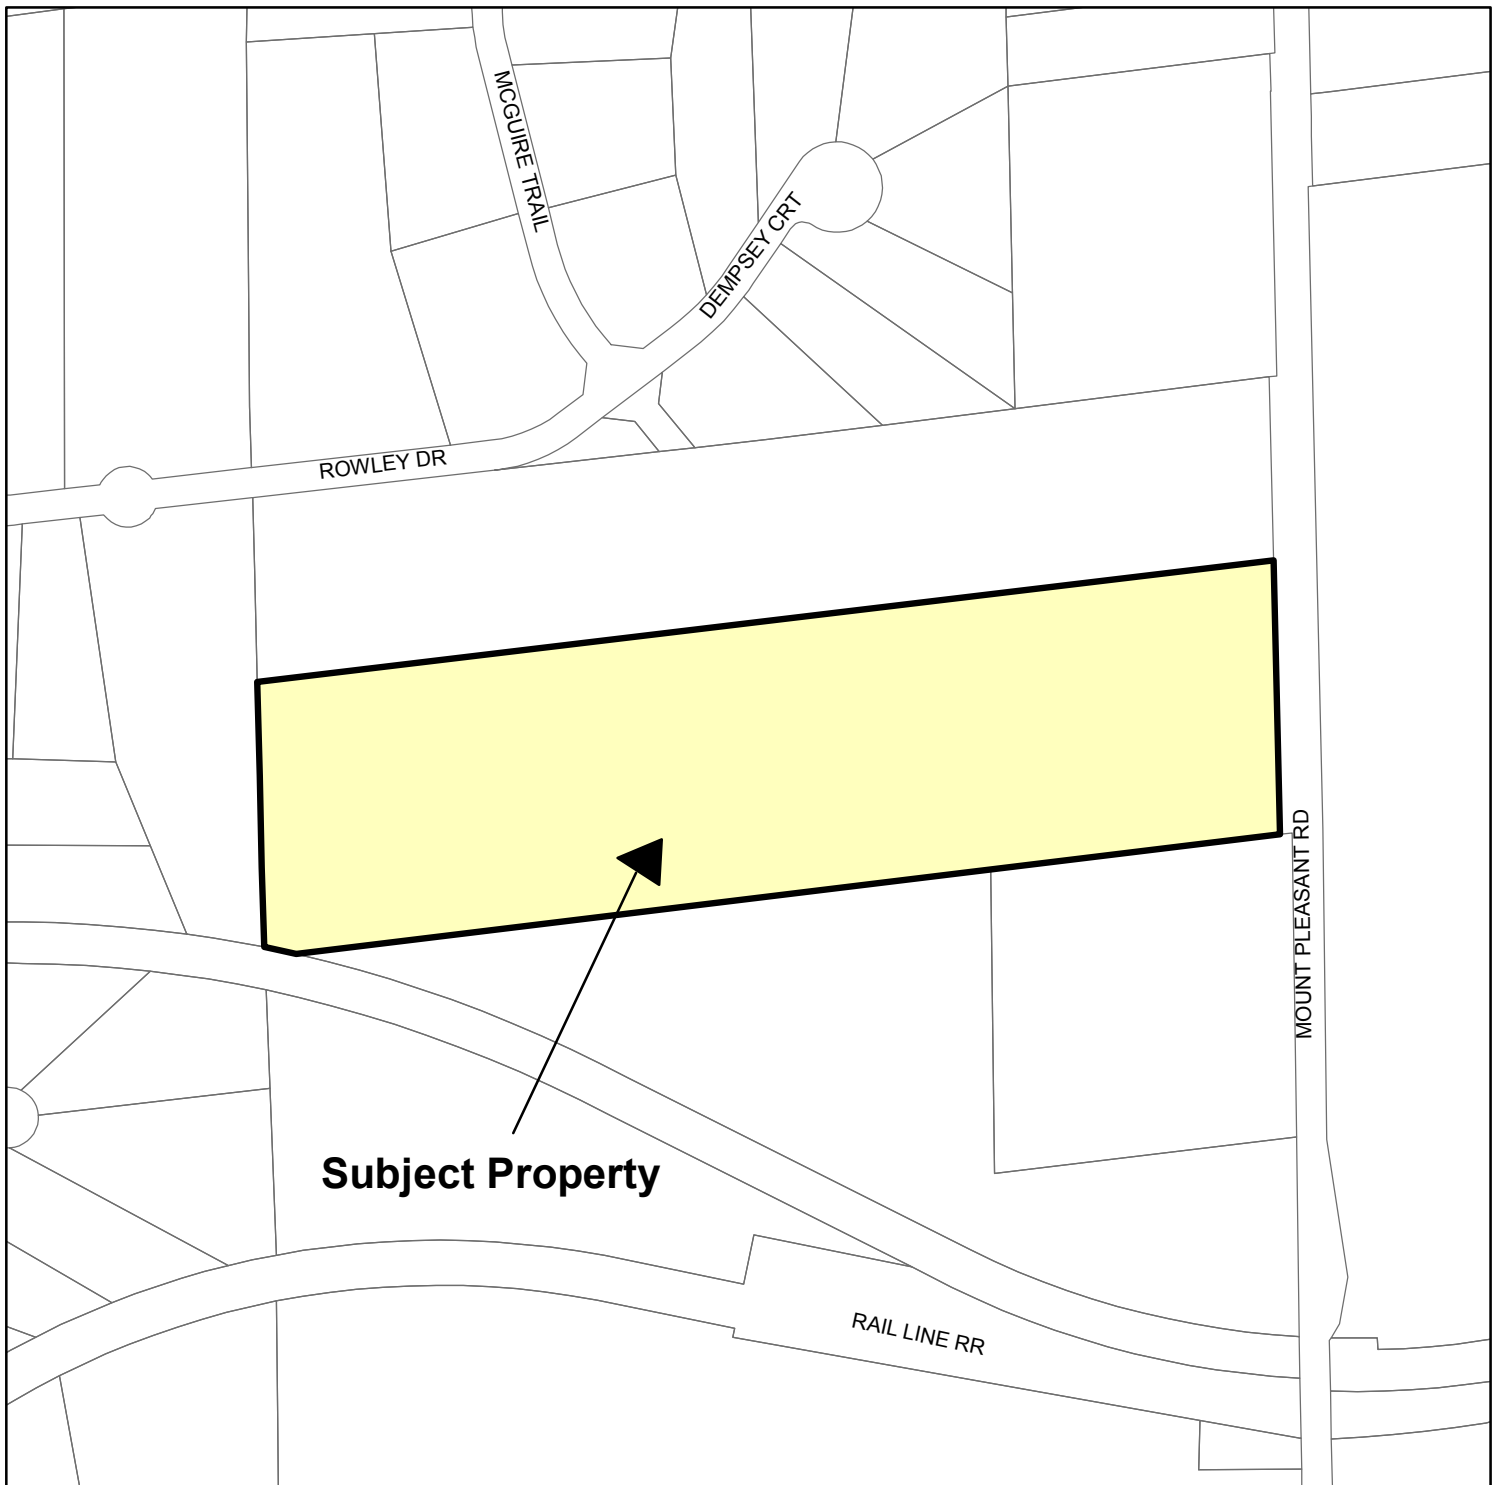 MCGUIRE TRAIL
DEMPSEY CRT
ROWLEY DR
MOUNT PLEASANT RD
Subject Property
RAIL LINE RR